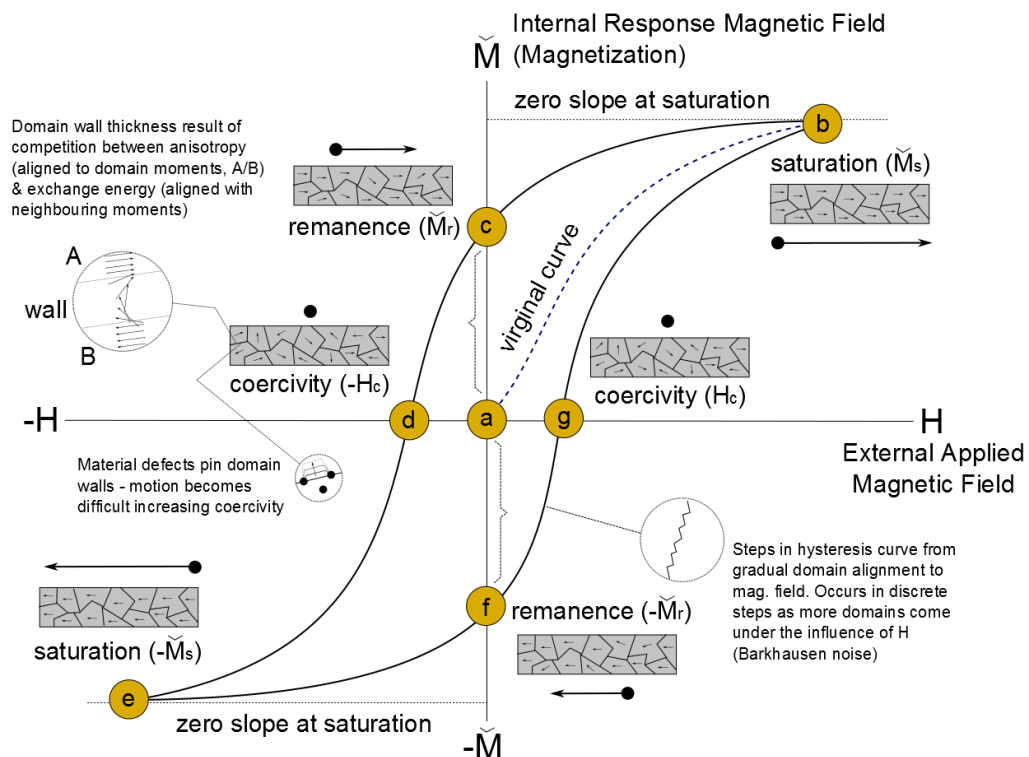 Internal Response Magnetic Field
(Magnetization)
M̌
zero slope at saturation
b
saturation (M̌s)
Domain wall thickness result of
competition between anisotropy
(aligned to domain moments, A/B)
& exchange energy (aligned with
neighbouring moments)
remanence (M̌r)
c
A
wall
B
virginal curve
coercivity (-Hc)
coercivity (Hc)
-H
d
a
g
H
External Applied
Magnetic Field
Material defects pin domain
walls - motion becomes
difficult increasing coercivity
Steps in hysteresis curve from
gradual domain alignment to
mag. field. Occurs in discrete
steps as more domains come
under the influence of H
(Barkhausen noise)
f
remanence (-M̌r)
saturation (-M̌s)
e
zero slope at saturation
-M̌